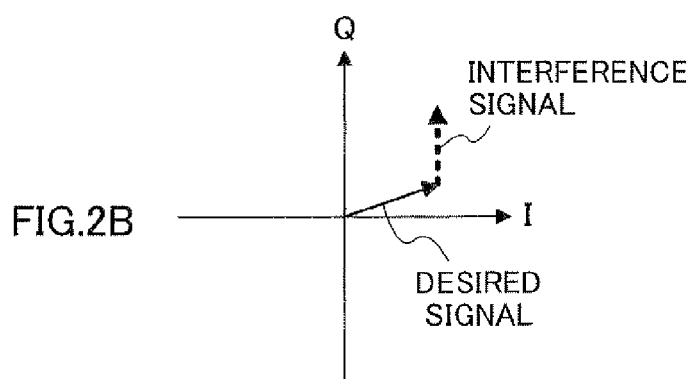 Q
INTERFERENCE
SIGNAL
FIG.2B
I
DESIRED
SIGNAL